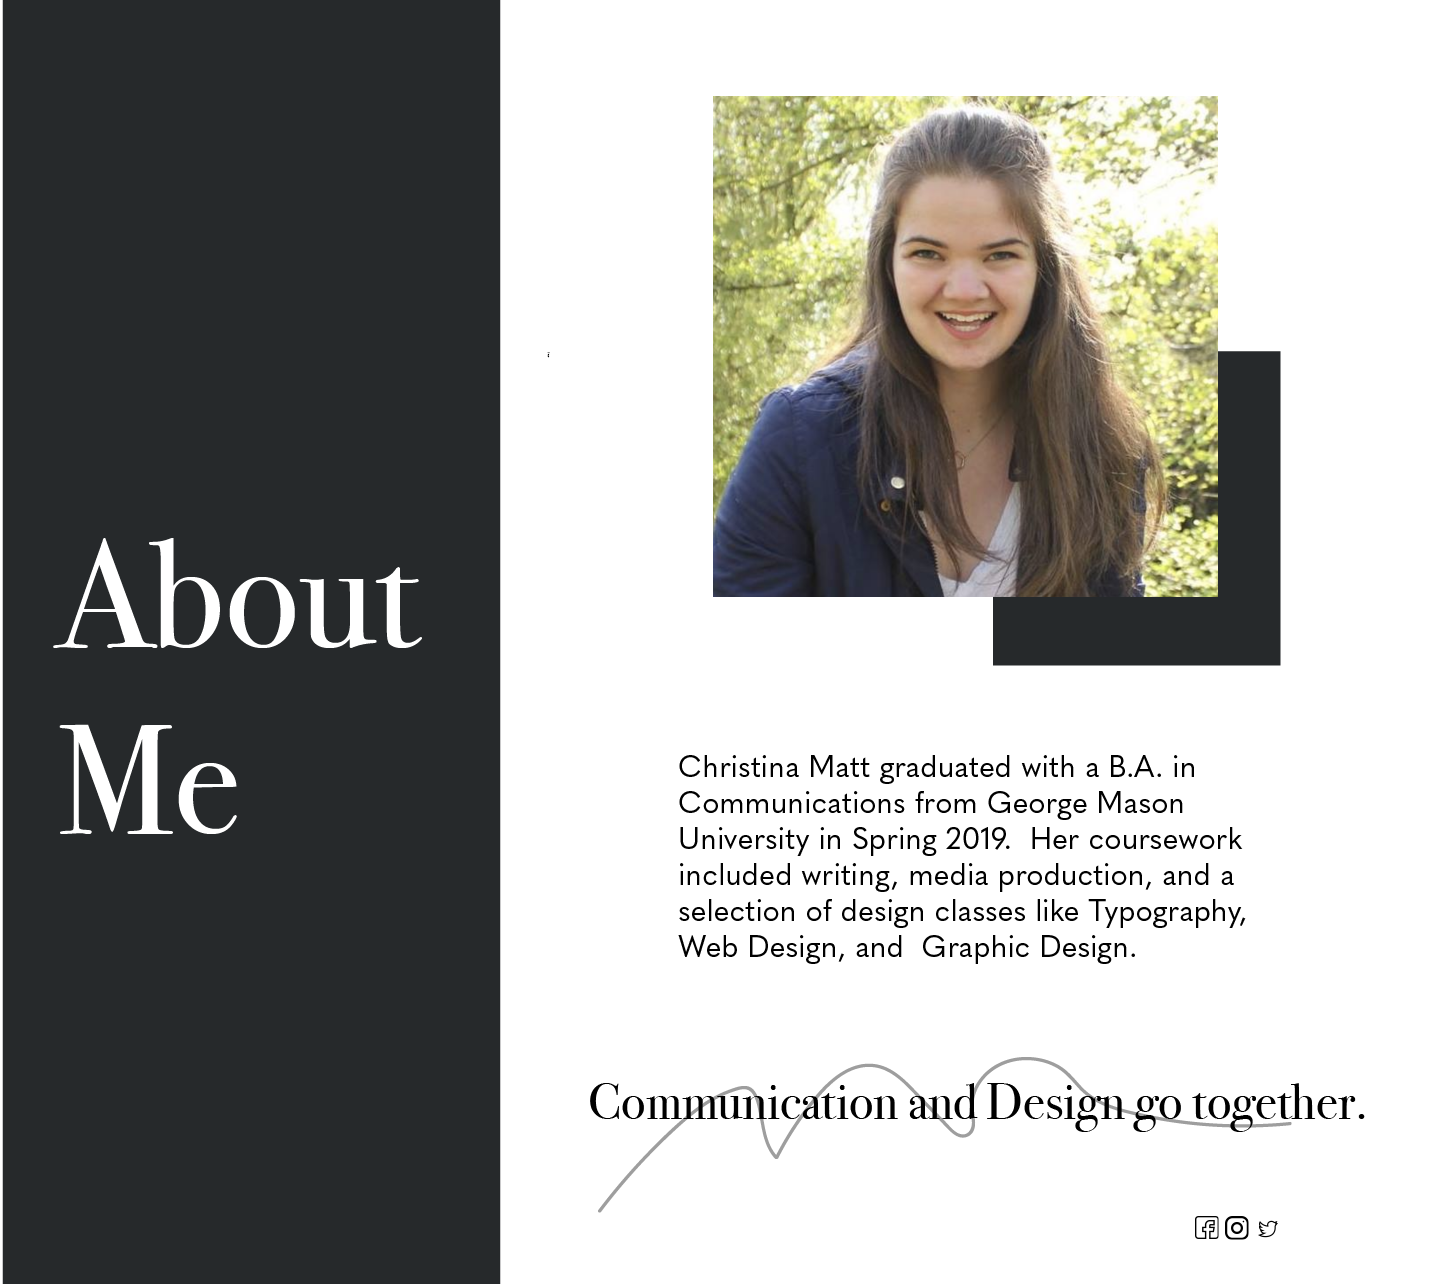 About
Me
Christina Matt graduated with a B.A. in
Communications from George Mason
University in Spring 2019.  Her coursework
included writing, media production, and a
selection of design classes like Typography,
Web Design, and  Graphic Design.
Communication and Design go together.